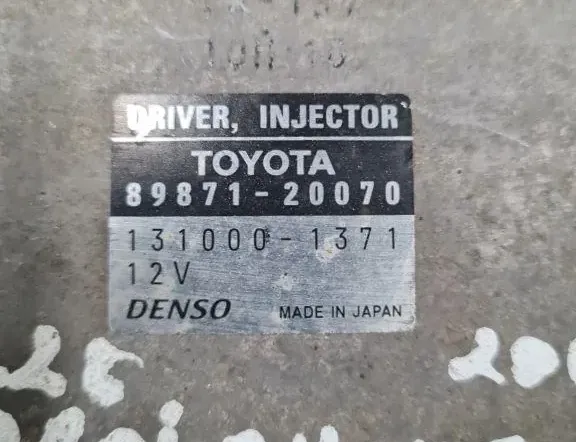 DRIVER, INJECTOR
TOYOTA
89871-20070
131000-1371
12V
DENSO MADE IN JAPAN